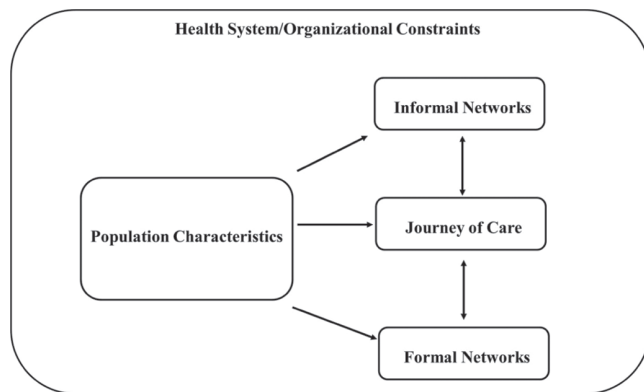 Health System/Organizational Constraints
Informal Networks
Population Characteristics
Journey of Care
Formal Networks